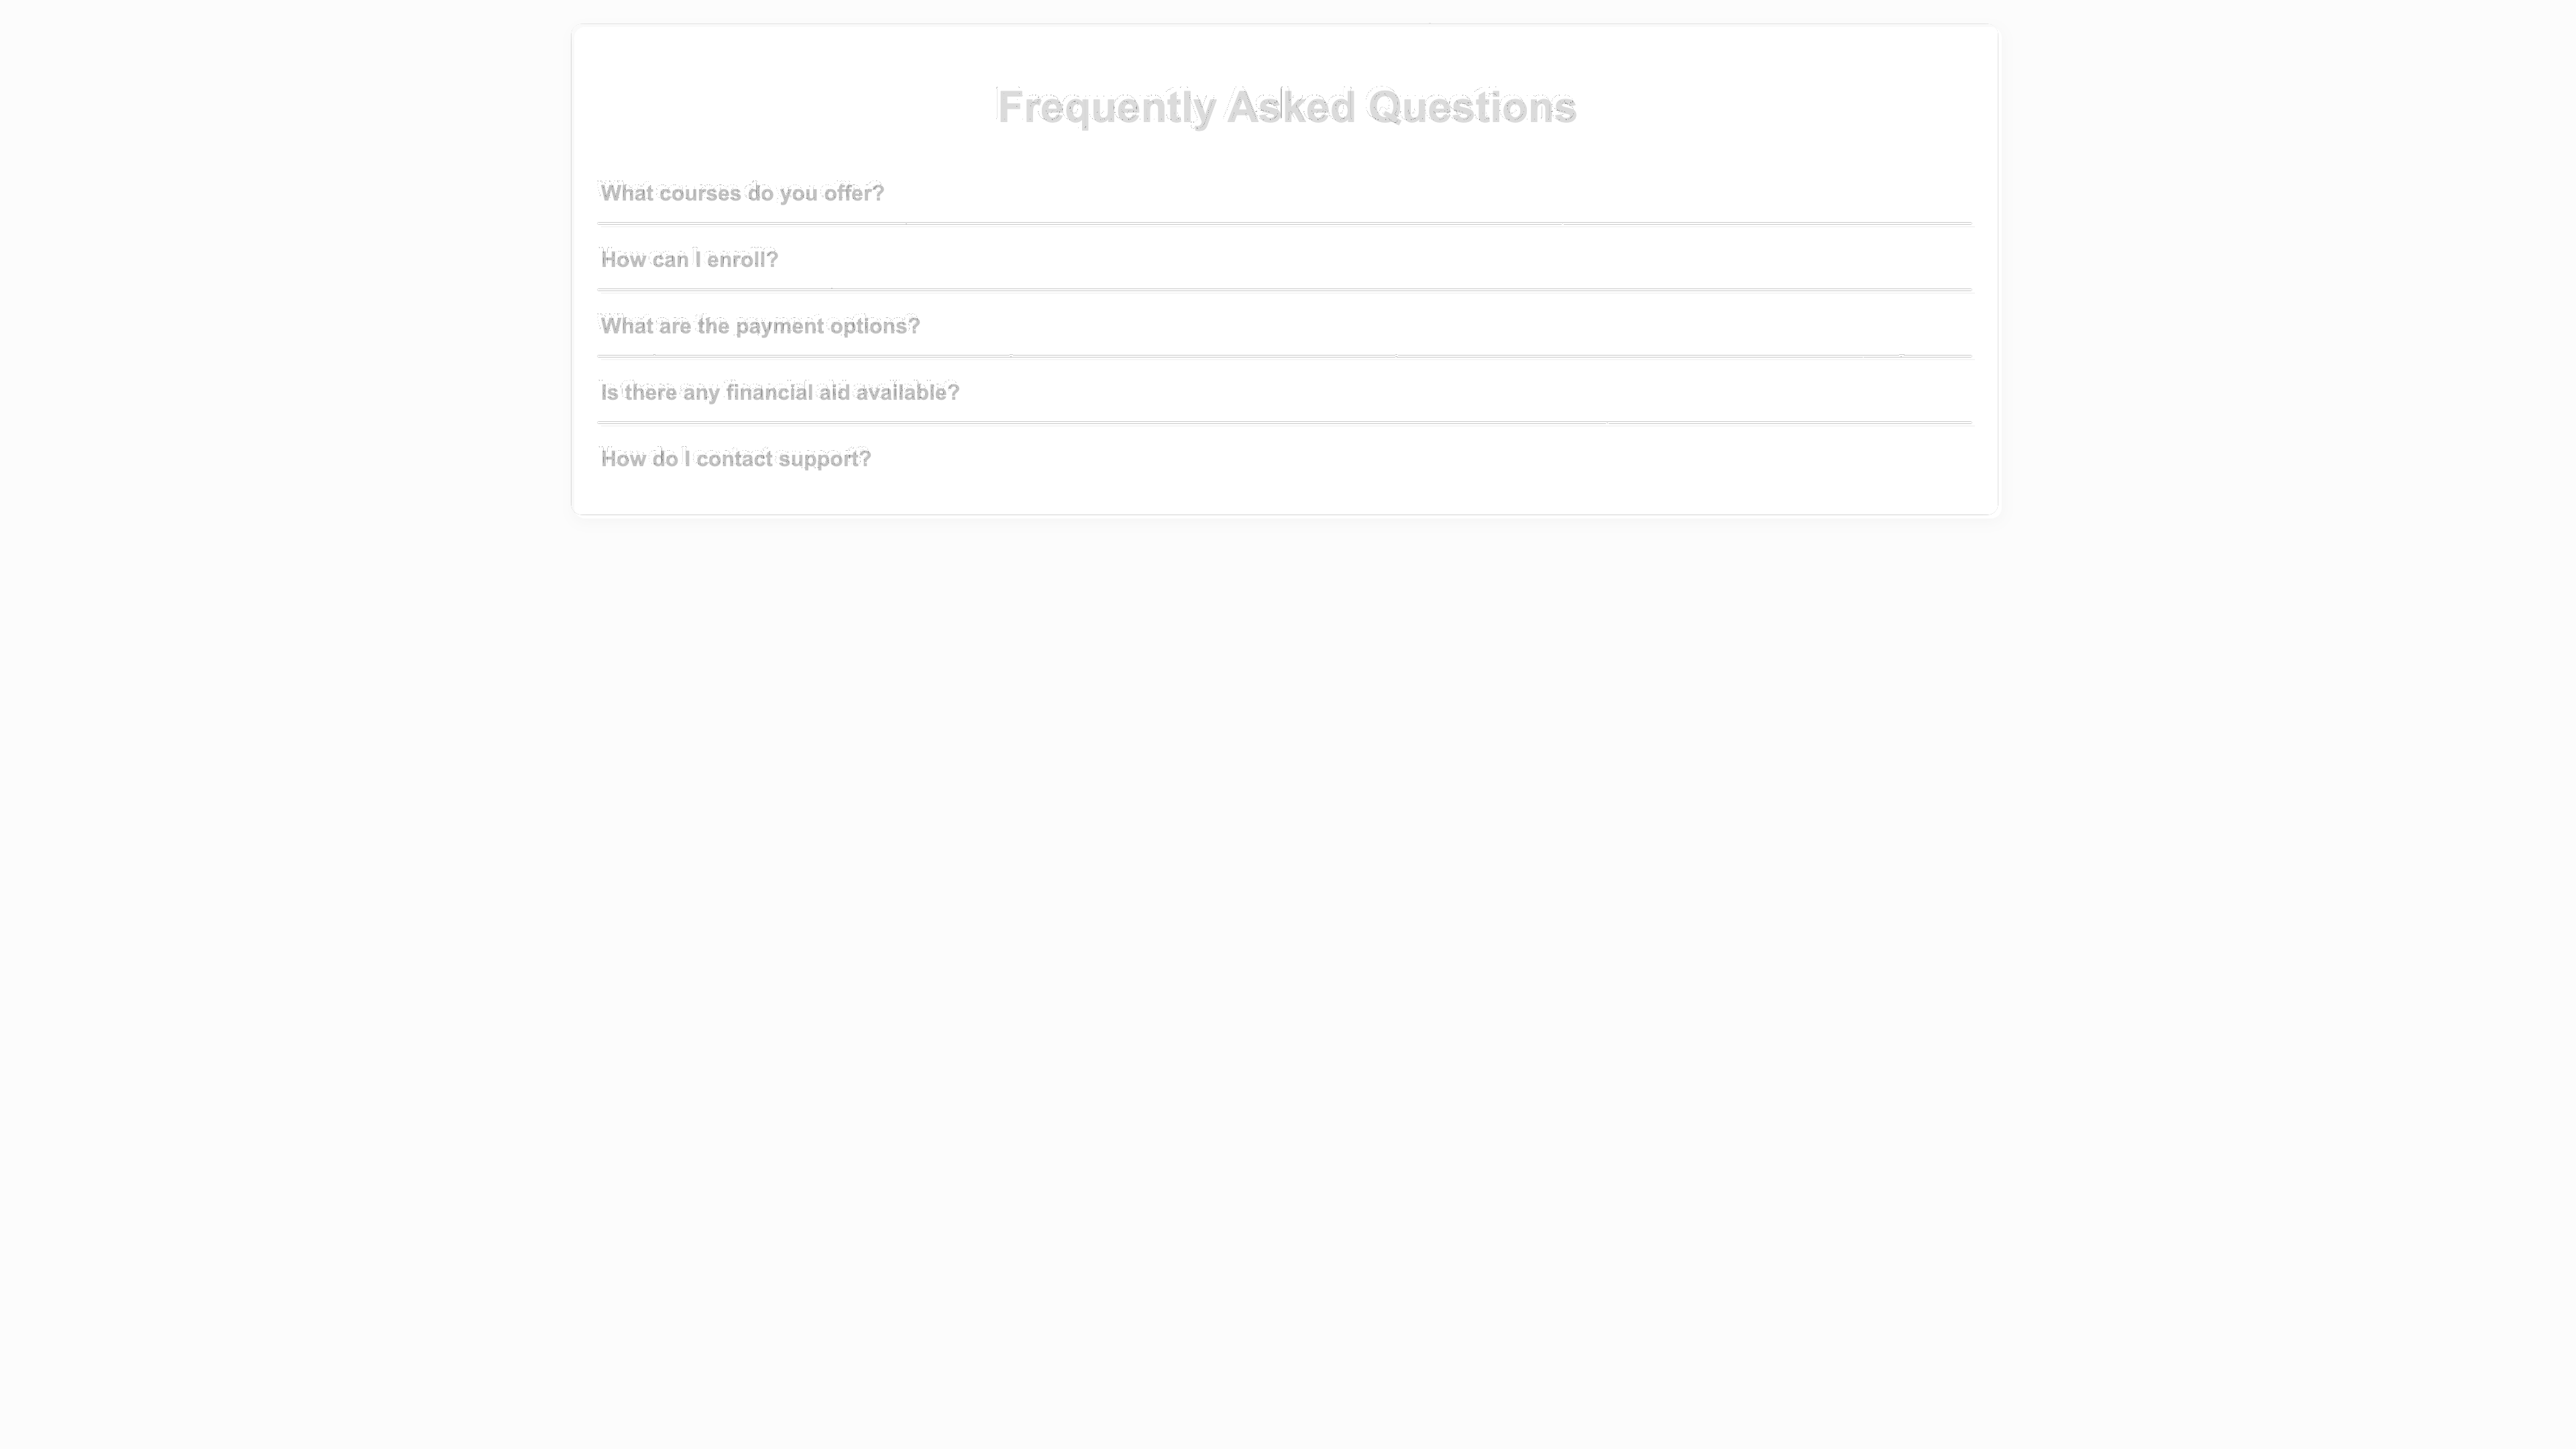 Frequently Asked Questions
What courses do you offer?
How can I enroll?
What are the payment options?
Is there any financial aid available?
How do I contact support?